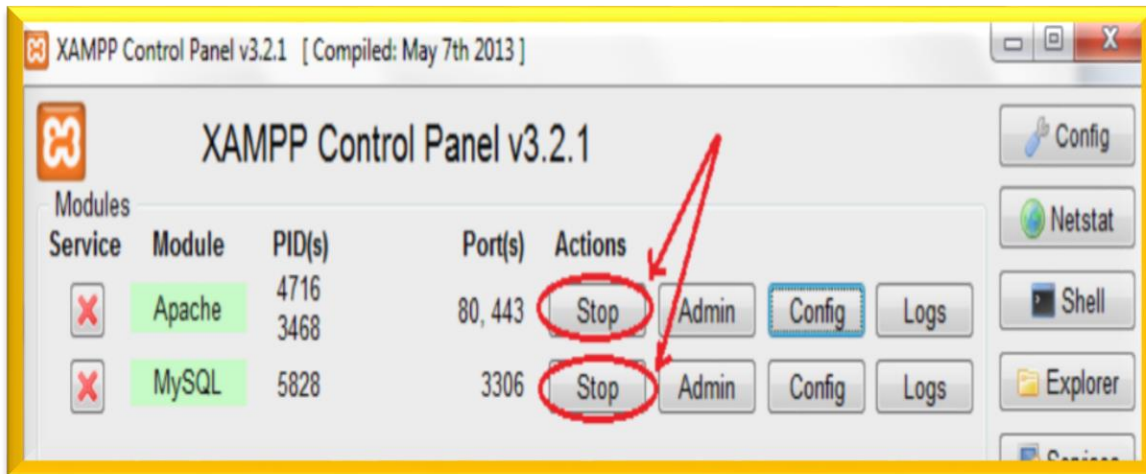 XAMPP Control Panel v3.2.1 [ Compiled: May 7th 2013 ]
XAMPP Control Panel v3.2.1
Config
Modules
Netstat
Service Module PID(s) Port(s) Actions
Apache 4716 3468 80, 443 Stop Admin Config Logs
Shell
MySQL 5828 3306 Stop Admin Config Logs
Explorer